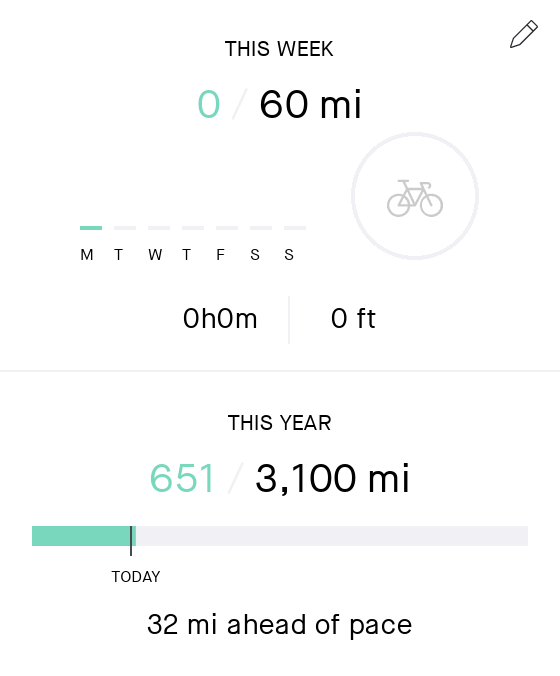 THIS WEEK
0 / 60 mi
M T W T F S S
0h0m 0 ft
THIS YEAR
651 / 3,100 mi
TODAY
32 mi ahead of pace